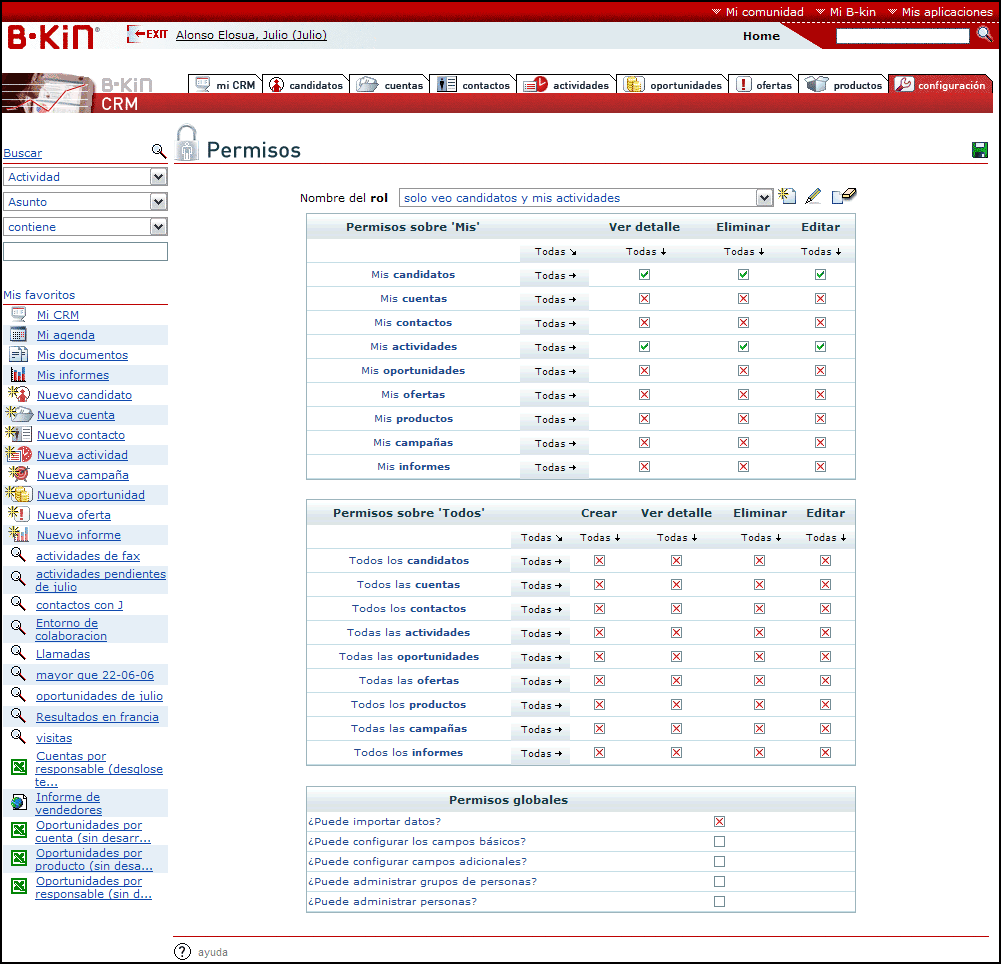 Mi comunidad Mi B-kin Mis aplicaciones
B·KiN® EXIT Alonso Elosua, Julio (Julio) Home
B·KiN
CRM
mi CRM candidatos cuentas contactos actividades oportunidades ofertas productos configuración
Buscar
Actividad
Asunto
contiene
Mis favoritos
Mi CRM
Mi agenda
Mis documentos
Mis informes
Nuevo candidato
Nueva cuenta
Nuevo contacto
Nueva actividad
Nueva campaña
Nueva oportunidad
Nueva oferta
Nuevo informe
actividades de fax
actividades pendientes
de julio
contactos con J
Entorno de
colaboracion
Llamadas
mayor que 22-06-06
oportunidades de julio
Resultados en francia
visitas
Cuentas por
responsable (desglose
te...
Informe de
vendedores
Oportunidades por
cuenta (sin desarr...
Oportunidades por
producto (sin desa...
Oportunidades por
responsable (sin d...
Permisos
Nombre del rol solo veo candidatos y mis actividades
Permisos sobre 'Mis' Ver detalle Eliminar Editar
Todas ↘ Todas ↓ Todas ↓ Todas ↓
Mis candidatos Todas →
Mis cuentas Todas →
Mis contactos Todas →
Mis actividades Todas →
Mis oportunidades Todas →
Mis ofertas Todas →
Mis productos Todas →
Mis campañas Todas →
Mis informes Todas →
Permisos sobre 'Todos' Crear Ver detalle Eliminar Editar
Todas ↘ Todas ↓ Todas ↓ Todas ↓ Todas ↓
Todos los candidatos Todas →
Todos las cuentas Todas →
Todos los contactos Todas →
Todas las actividades Todas →
Todas las oportunidades Todas →
Todas las ofertas Todas →
Todos los productos Todas →
Todas las campañas Todas →
Todos los informes Todas →
Permisos globales
¿Puede importar datos?
¿Puede configurar los campos básicos?
¿Puede configurar campos adicionales?
¿Puede administrar grupos de personas?
¿Puede administrar personas?
? ayuda